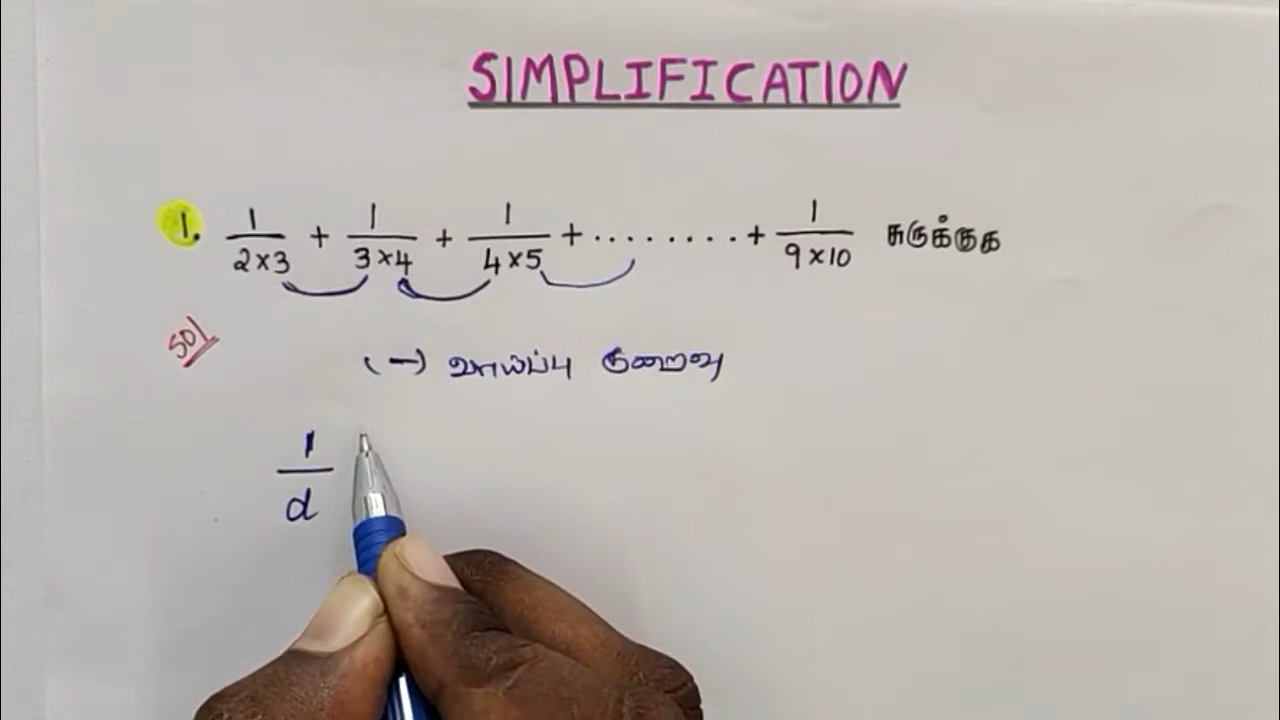 SIMPLIFICATION
1. 1/2×3 + 1/3×4 + 1/4×5 + ........ + 1/9×10 சுருக்குக
Sol
(-) வாய்ப்பு குறைவு
1/d